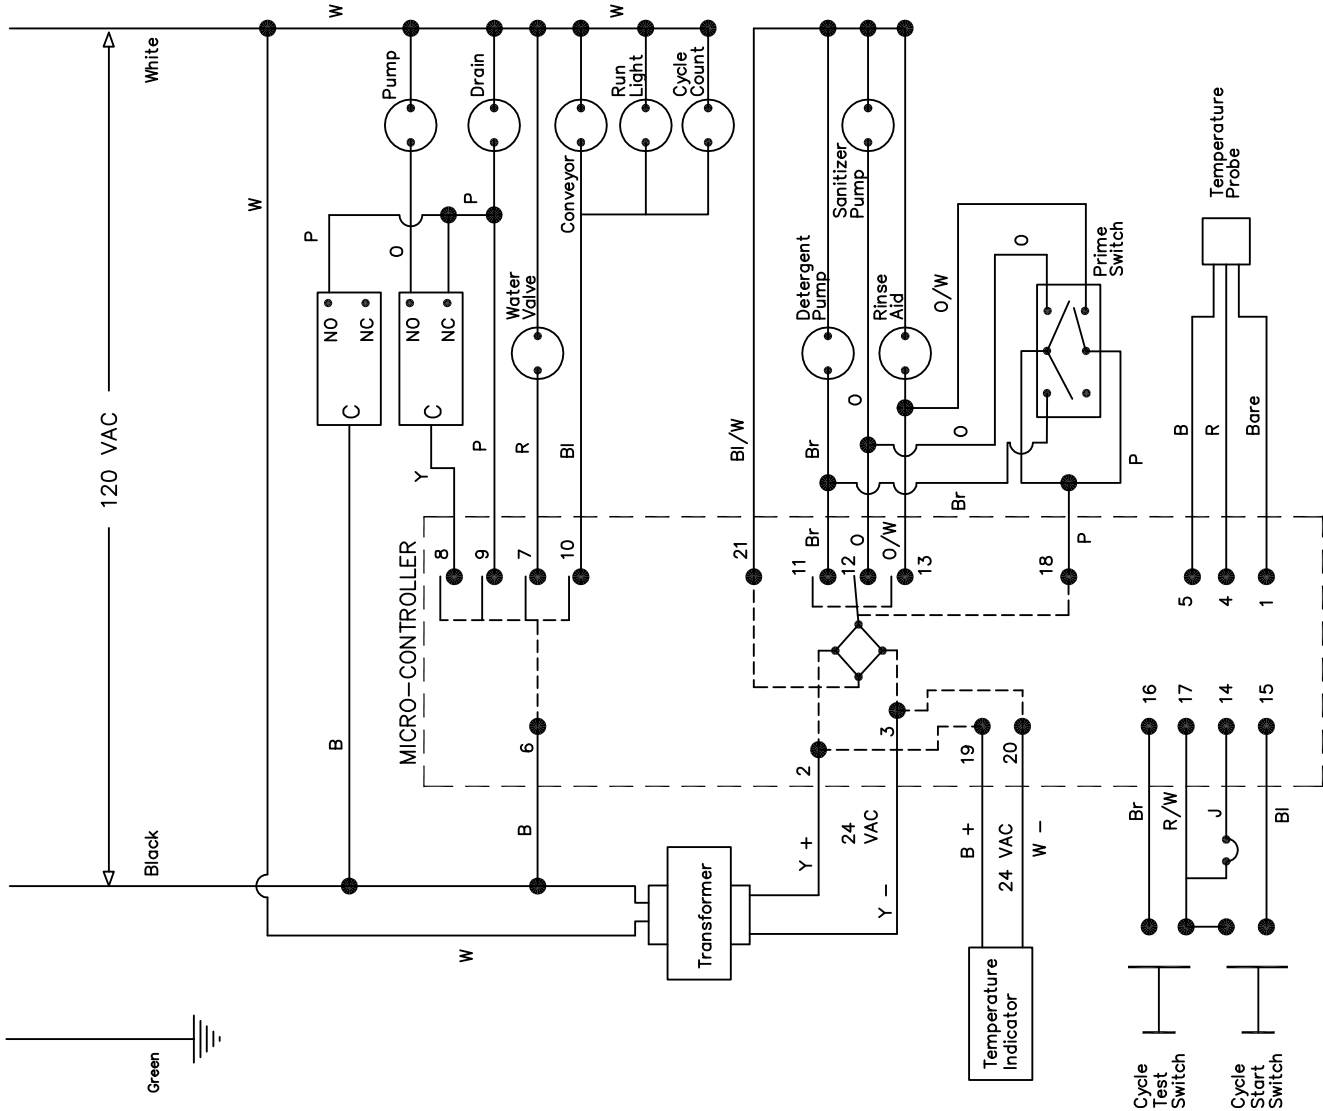 W
W
White
120 VAC
Black
Green
W
Pump
Drain
Run
Light
Cycle
Count
Conveyor
P
P
O
NO
NC
C
NO
NC
C
Water
Valve
Y
P
R
Bl
B
MICRO-CONTROLLER
8
9
7
10
6
B
W
Transformer
Sanitizer
Pump
Detergent
Pump
Rinse
Aid
O/W
O
Prime
Switch
Bl/W
Br
O
O
Br
P
21
Br
11
12
O
O/W
13
18
P
2
3
19
20
Y +
24
VAC
Y -
B +
24 VAC
W -
Temperature
Indicator
Temperature
Probe
B
R
Bare
5
4
1
16
17
14
15
Br
R/W
J
Bl
Cycle
Test
Switch
Cycle
Start
Switch